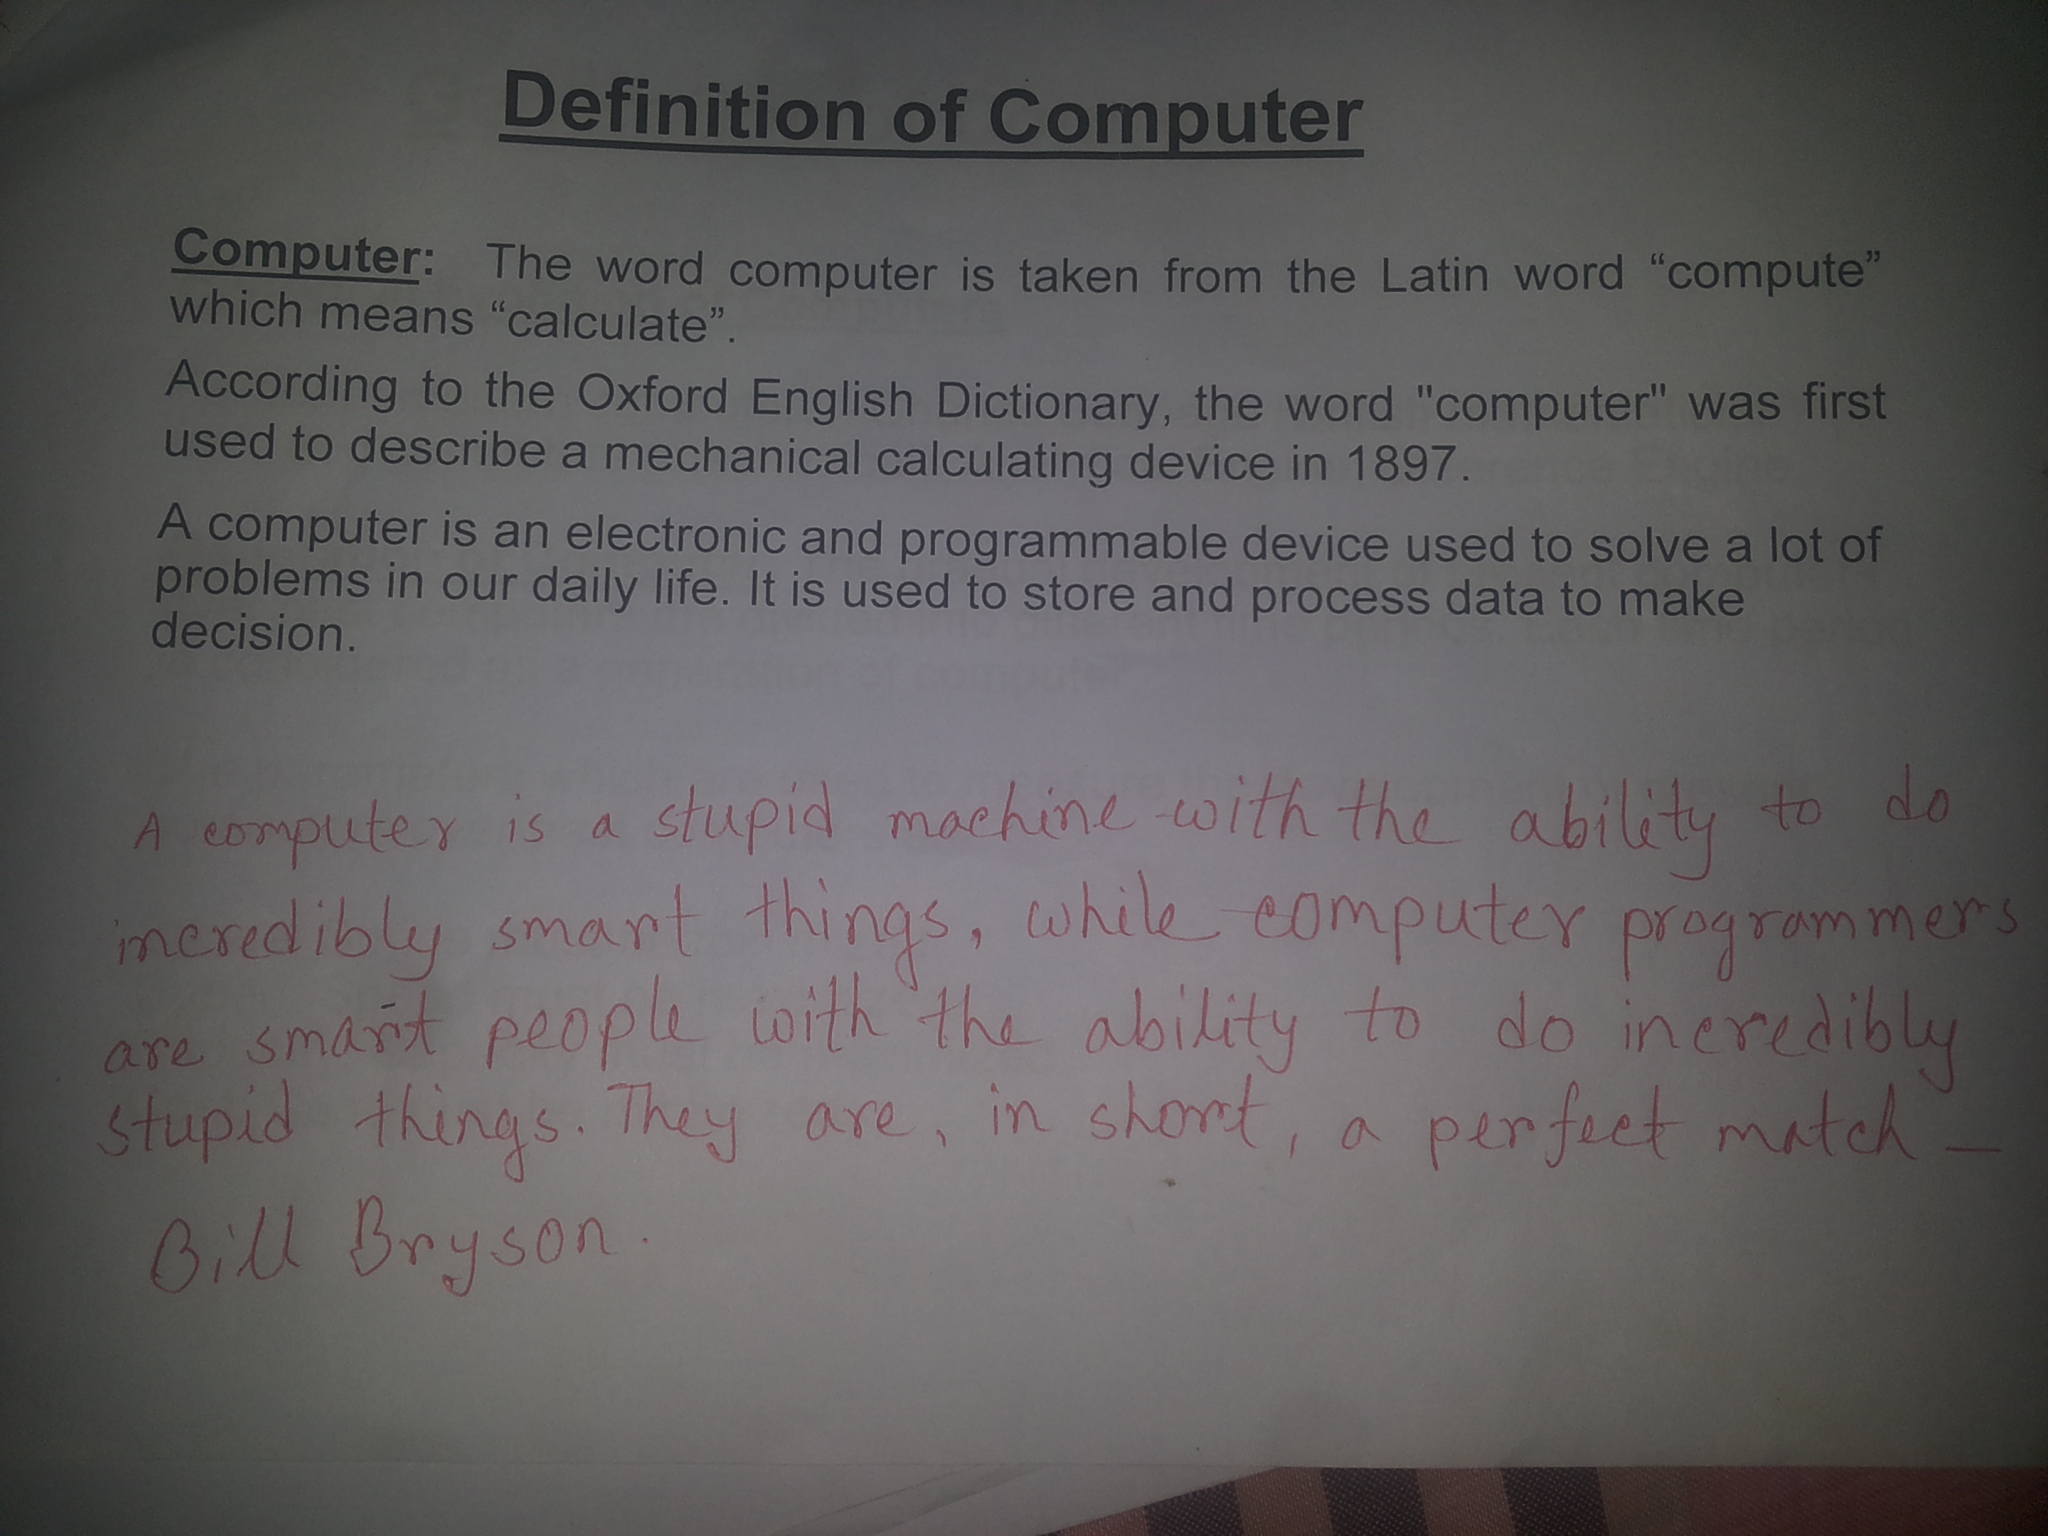 Definition of Computer
Computer: The word computer is taken from the Latin word “compute”
which means “calculate”.
According to the Oxford English Dictionary, the word "computer" was first
used to describe a mechanical calculating device in 1897.
A computer is an electronic and programmable device used to solve a lot of
problems in our daily life. It is used to store and process data to make
decision.
A computer is a stupid machine with the ability to do
incredibly smart things, while computer programmers
are smart people with the ability to do incredibly
stupid things. They are, in short, a perfect match –
Bill Bryson.